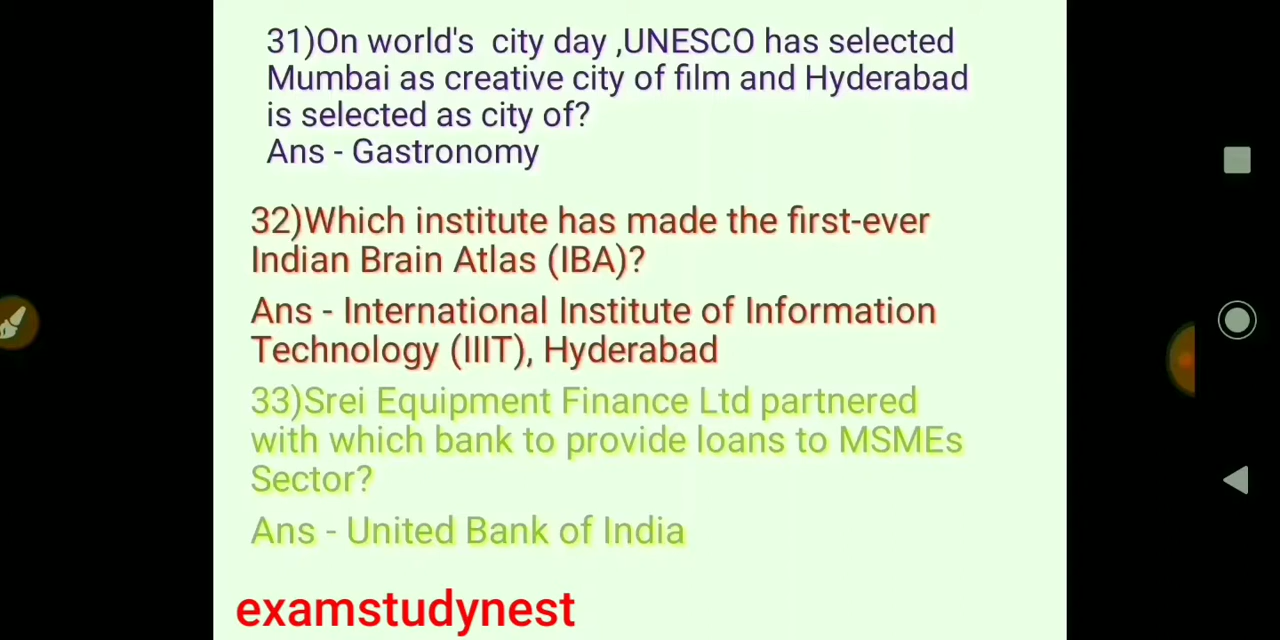 31)On world's city day ,UNESCO has selected
Mumbai as creative city of film and Hyderabad
is selected as city of?
Ans - Gastronomy
32)Which institute has made the first-ever
Indian Brain Atlas (IBA)?
Ans - International Institute of Information
Technology (IIIT), Hyderabad
33)Srei Equipment Finance Ltd partnered
with which bank to provide loans to MSMEs
Sector?
Ans - United Bank of India
examstudynest